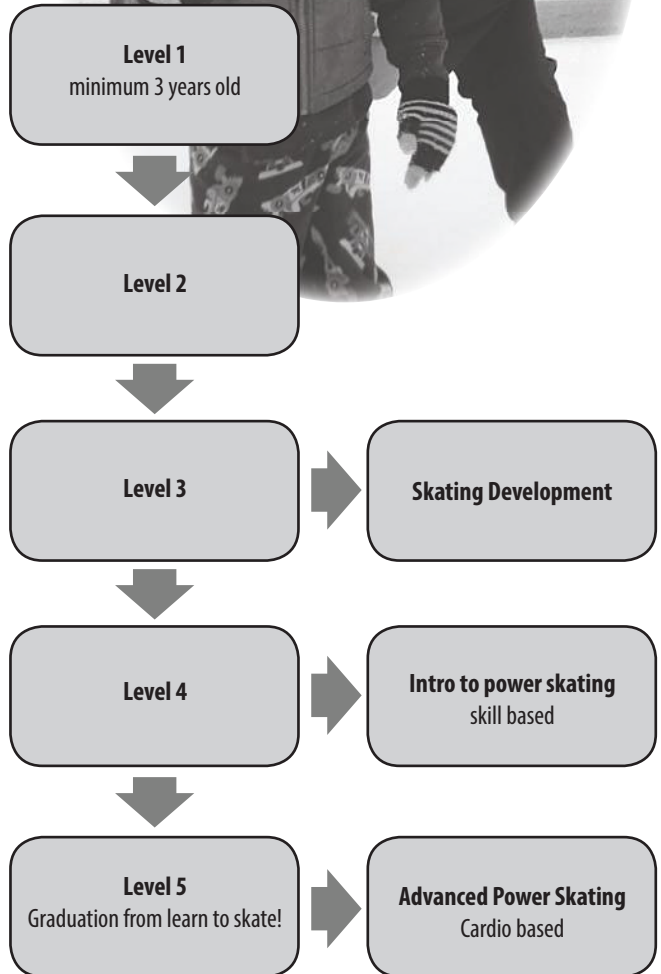 Level 1
minimum 3 years old
Level 2
Level 3
Skating Development
Level 4
Intro to power skating
skill based
Level 5
Graduation from learn to skate!
Advanced Power Skating
Cardio based